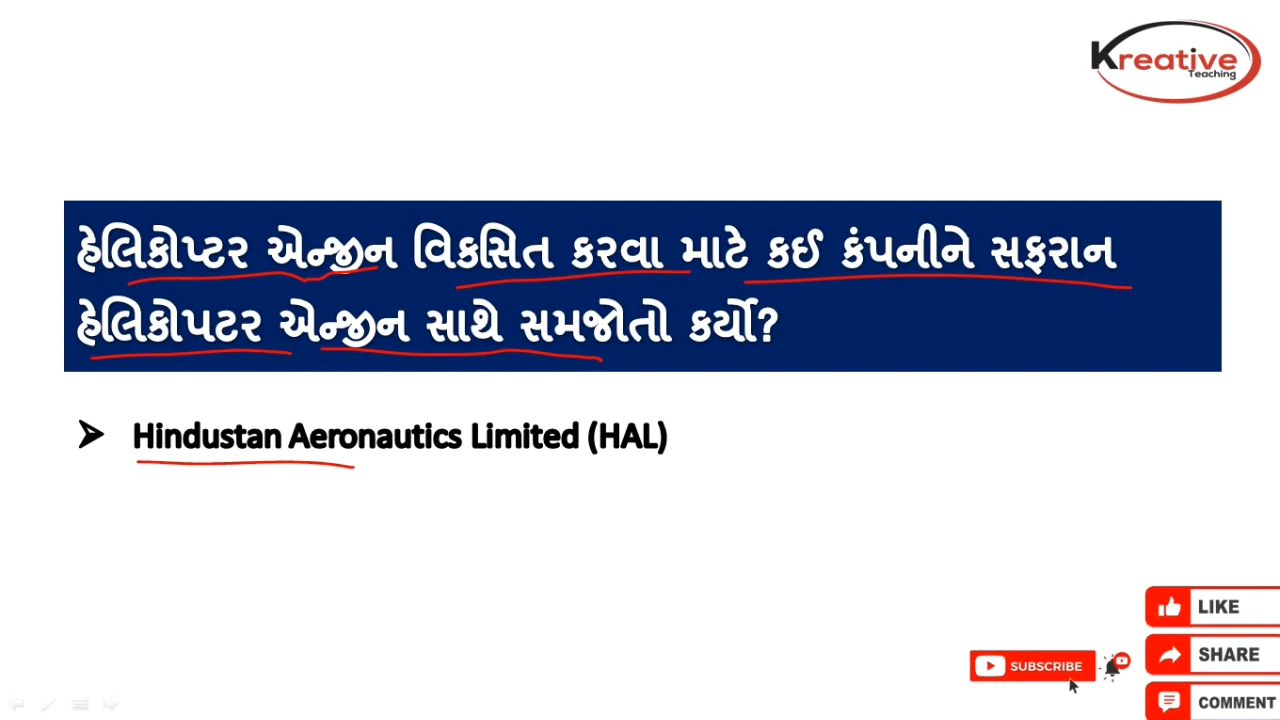 Kreative
Teaching
હેલિકોપ્ટર એન્જીન વિકસિત કરવા માટે કઈ કંપનીને સફરાન
હેલિકોપટર એન્જીન સાથે સમજોતો કર્યો?
➤ Hindustan Aeronautics Limited (HAL)
LIKE
SHARE
SUBSCRIBE
COMMENT